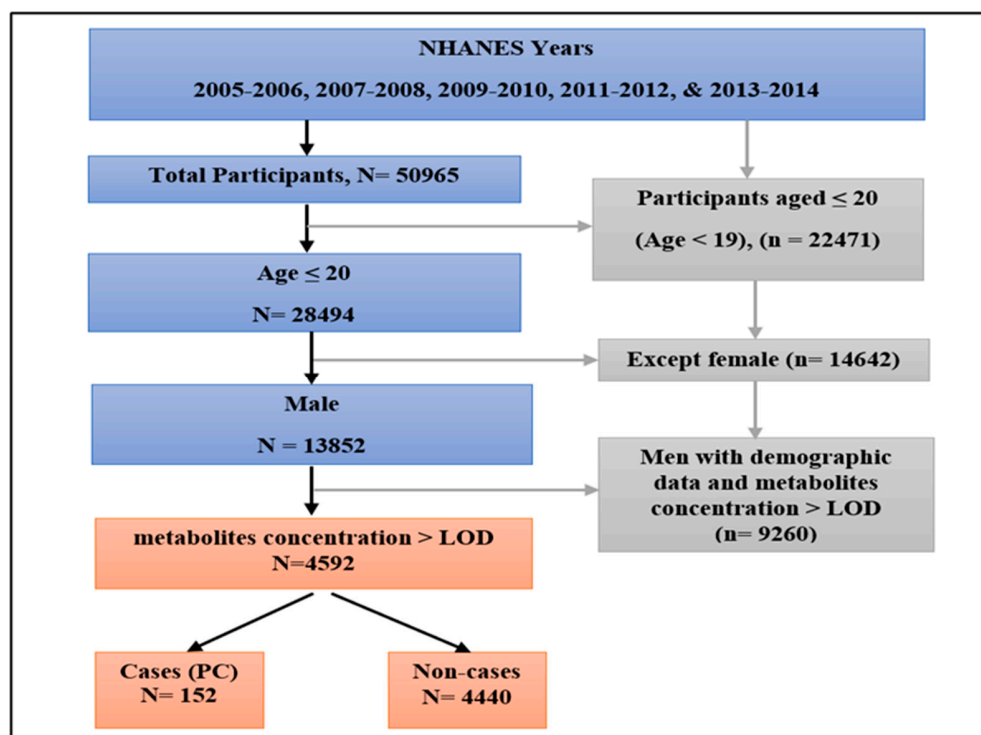 NHANES Years
2005-2006, 2007-2008, 2009-2010, 2011-2012, & 2013-2014
Total Participants, N= 50965
Participants aged ≤ 20
(Age < 19), (n = 22471)
Age ≤ 20
N= 28494
Except female (n= 14642)
Male
N = 13852
Men with demographic
data and metabolites
concentration > LOD
(n= 9260)
metabolites concentration > LOD
N=4592
Cases (PC)
N= 152
Non-cases
N= 4440